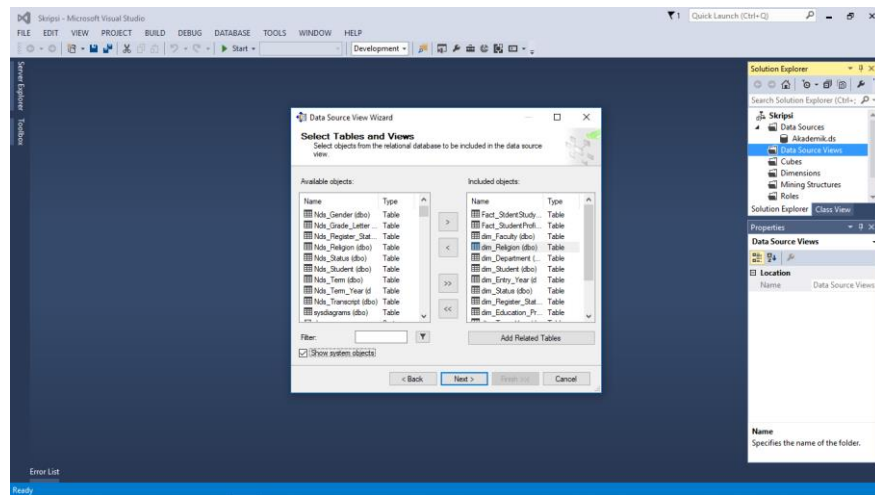 Skripsi - Microsoft Visual Studio
1
Quick Launch (Ctrl+Q)
FILE EDIT VIEW PROJECT BUILD DEBUG DATABASE TOOLS WINDOW HELP
Start
Development
Server Explorer
Toolbox
Data Source View Wizard
Select Tables and Views
Select objects from the relational database to be included in the data source
view.
Available objects:
Name Type
Nds_Gender (dbo) Table
Nds_Grade_Letter ... Table
Nds_Register_Stat... Table
Nds_Religion (dbo) Table
Nds_Status (dbo) Table
Nds_Student (dbo) Table
Nds_Term (dbo) Table
Nds_Term_Year (d Table
Nds_Transcript (dbo) Table
sysdiagrams (dbo) Table
Filter:
Show system objects
>
<
>>
<<
Included objects:
Name Type
Fact_StdentStudy... Table
Fact_StudentProfi... Table
dim_Faculty (dbo) Table
dim_Religion (dbo) Table
dim_Department (... Table
dim_Student (dbo) Table
dim_Entry_Year (d Table
dim_Status (dbo) Table
dim_Register_Stat... Table
dim_Education_Pr... Table
Add Related Tables
< Back Next > Finish >>| Cancel
Solution Explorer
Search Solution Explorer (Ctrl+;
Skripsi
Data Sources
Akademik.ds
Data Source Views
Cubes
Dimensions
Mining Structures
Roles
Solution Explorer Class View
Properties
Data Source Views
Location
Name Data Source Views
Name
Specifies the name of the folder.
Error List
Ready